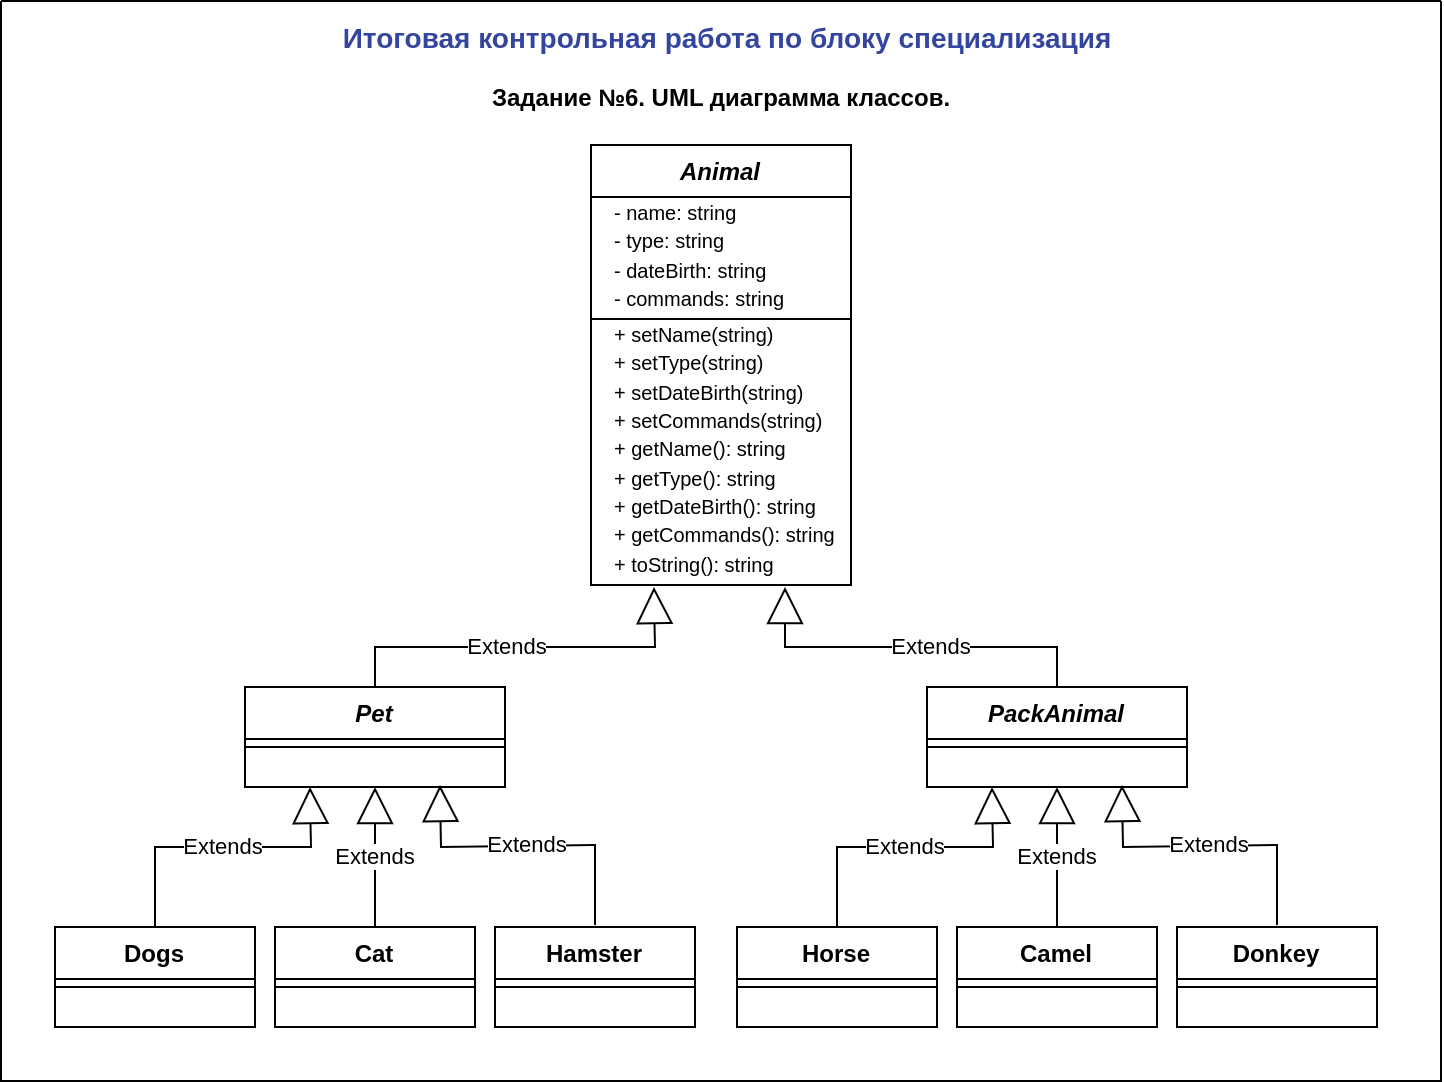 Итоговая контрольная работа по блоку специализация
Задание №6. UML диаграмма классов.
Animal
- name: string
- type: string
- dateBirth: string
- commands: string
+ setName(string)
+ setType(string)
+ setDateBirth(string)
+ setCommands(string)
+ getName(): string
+ getType(): string
+ getDateBirth(): string
+ getCommands(): string
+ toString(): string
Extends
Extends
Pet
PackAnimal
Extends
Extends
Extends
Extends
Extends
Extends
Dogs
Cat
Hamster
Horse
Camel
Donkey